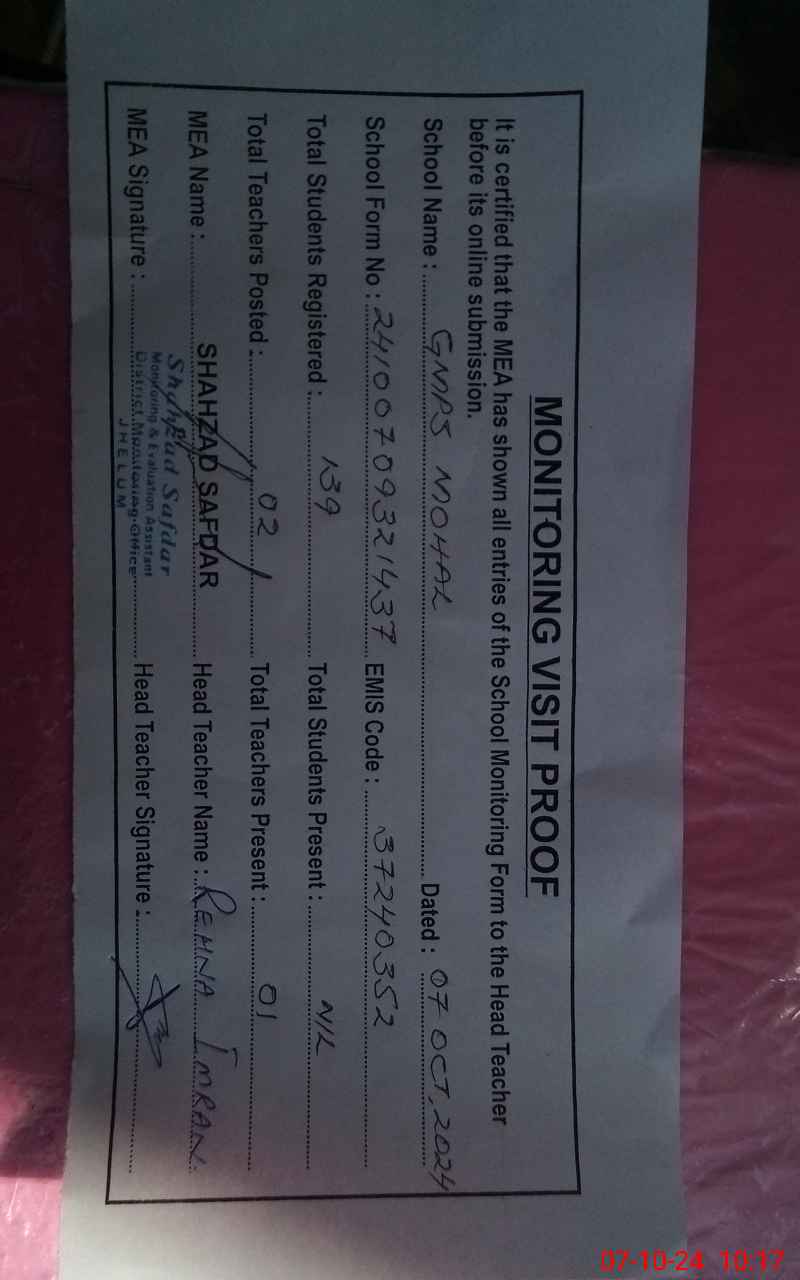 MONITORING VISIT PROOF
It is certified that the MEA has shown all entries of the School Monitoring Form to the Head Teacher
before its online submission.
School Name : GMPS MOHAL Dated : 07 OCT, 2024
School Form No : 24100709321437 EMIS Code : 37240352
Total Students Registered : 139 Total Students Present : NIL
Total Teachers Posted : 02 Total Teachers Present : 01
MEA Name : SHAHZAD SAFDAR Head Teacher Name : REHNA IMRAN
MEA Signature : Head Teacher Signature :
Shahzad Safdar
Monitoring & Evaluation Assistant
District Monitoring Office
JHELUM
07-10-24 10:17